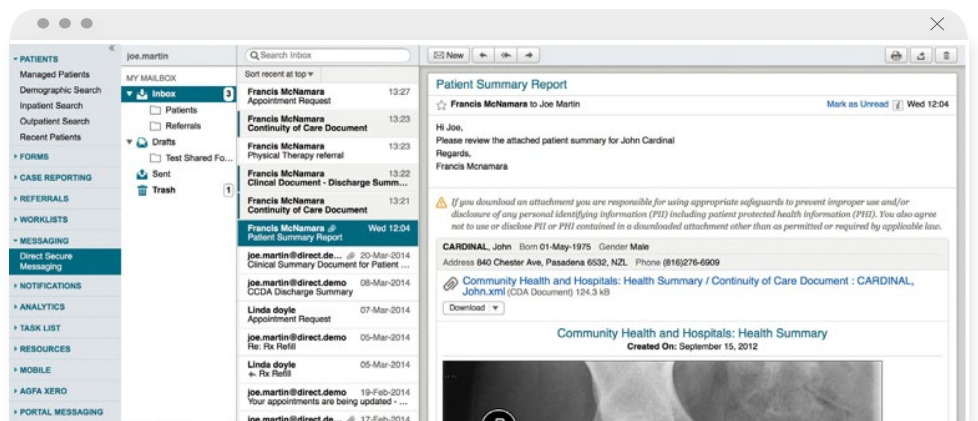 PATIENTS
Managed Patients
Demographic Search
Inpatient Search
Outpatient Search
Recent Patients
FORMS
CASE REPORTING
REFERRALS
WORKLISTS
MESSAGING
Direct Secure
Messaging
NOTIFICATIONS
ANALYTICS
TASK LIST
RESOURCES
MOBILE
AGFA XERO
PORTAL MESSAGING
joe.martin
MY MAILBOX
Inbox 3
Patients
Referrals
Drafts
Test Shared Fo...
Sent
Trash 1
Search Inbox
Sort recent at top
Francis McNamara 13:27
Appointment Request
Francis McNamara 13:23
Continuity of Care Document
Francis McNamara 13:23
Physical Therapy referral
Francis McNamara 13:22
Clincal Document - Discharge Summ...
Francis McNamara 13:21
Continuity of Care Document
Francis McNamara Wed 12:04
Patient Summary Report
joe.martin@direct.de... 20-Mar-2014
Clinical Summary Document for Patient ...
joe.martin@direct.demo 08-Mar-2014
CCDA Discharge Summary
Linda doyle 07-Mar-2014
Appointment Request
joe.martin@direct.demo 05-Mar-2014
Re: Rx Refill
Linda doyle 05-Mar-2014
Rx Refill
joe.martin@direct.demo 19-Feb-2014
Your appointments are being updated - ...
joe.martin@direct.de... 17-Feb-2014
New
Patient Summary Report
Francis McNamara to Joe Martin Mark as Unread Wed 12:04
Hi Joe,
Please review the attached patient summary for John Cardinal
Regards,
Francis Mcnamara
If you download an attachment you are responsible for using appropriate safeguards to prevent improper use and/or
disclosure of any personal identifying information (PII) including patient protected health information (PHI). You also agree
not to use or disclose PII or PHI contained in a downloaded attachment other than as permitted or required by applicable law.
CARDINAL, John Born 01-May-1975 Gender Male
Address 840 Chester Ave, Pasadena 6532, NZL Phone (816)276-6909
Community Health and Hospitals: Health Summary / Continuity of Care Document : CARDINAL,
John.xml (CDA Document) 124.3 kB
Download
Community Health and Hospitals: Health Summary
Created On: September 15, 2012